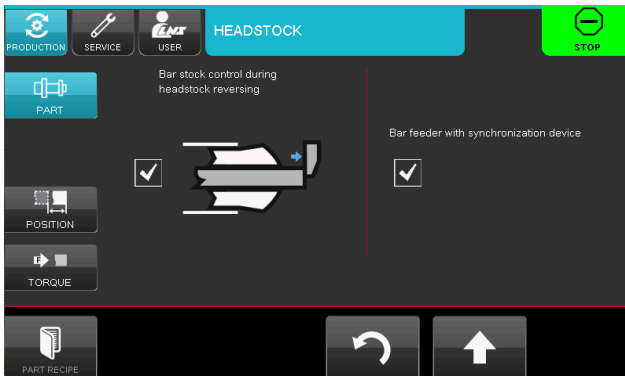 PRODUCTION
SERVICE
LNS
USER
HEADSTOCK
STOP
PART
Bar stock control during
headstock reversing
Bar feeder with synchronization device
POSITION
F
TORQUE
PART RECIPE